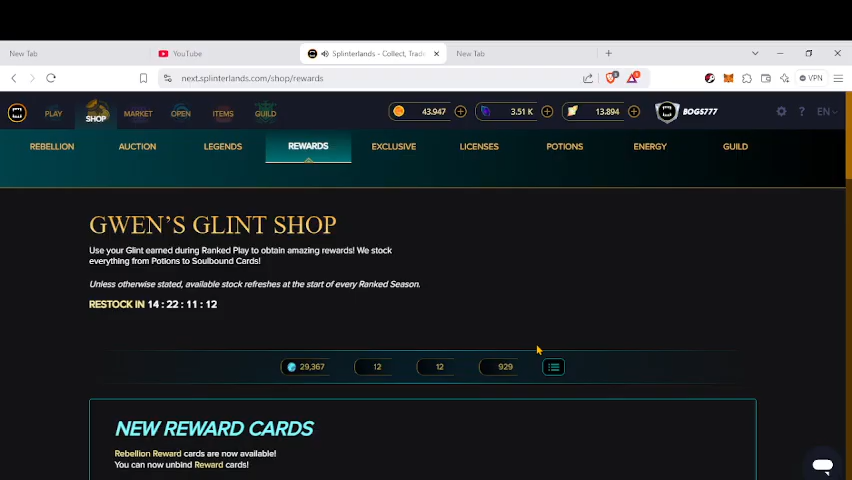 New Tab
YouTube
Splinterlands - Collect, Trad
New Tab
next.splinterlands.com/shop/rewards
VPN
PLAY
SHOP
MARKET
OPEN
ITEMS
GUILD
43.947
3.51 K
13.894
BOGS777
EN
REBELLION
AUCTION
LEGENDS
REWARDS
EXCLUSIVE
LICENSES
POTIONS
ENERGY
GUILD
GWEN'S GLINT SHOP
Use your Glint earned during Ranked Play to obtain amazing rewards! We stock
everything from Potions to Soulbound Cards!
Unless otherwise stated, available stock refreshes at the start of every Ranked Season.
RESTOCK IN 14 : 22 : 11 : 12
29,367
12
12
929
NEW REWARD CARDS
Rebellion Reward cards are now available!
You can now unbind Reward cards!